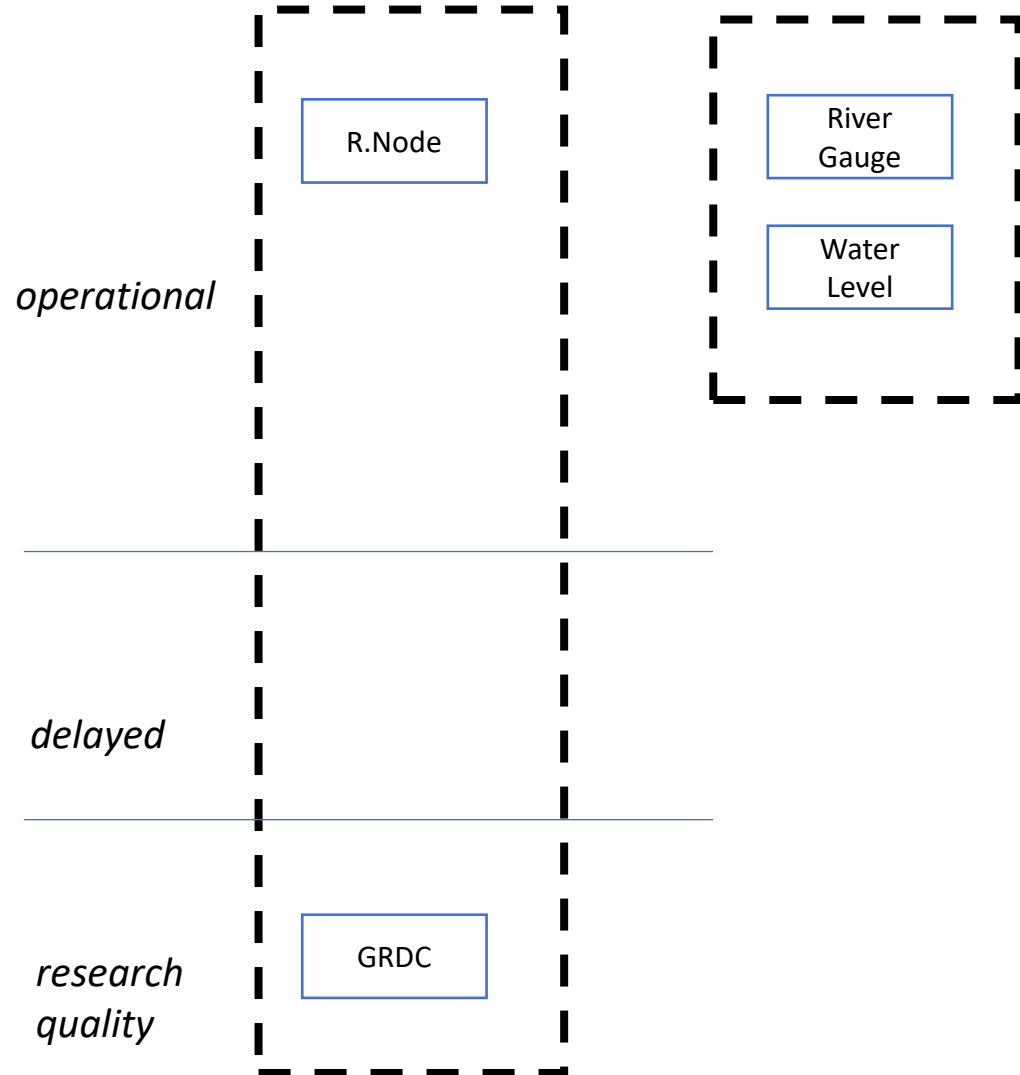 R.Node
River
Gauge
Water
Level
operational
delayed
research
quality
GRDC